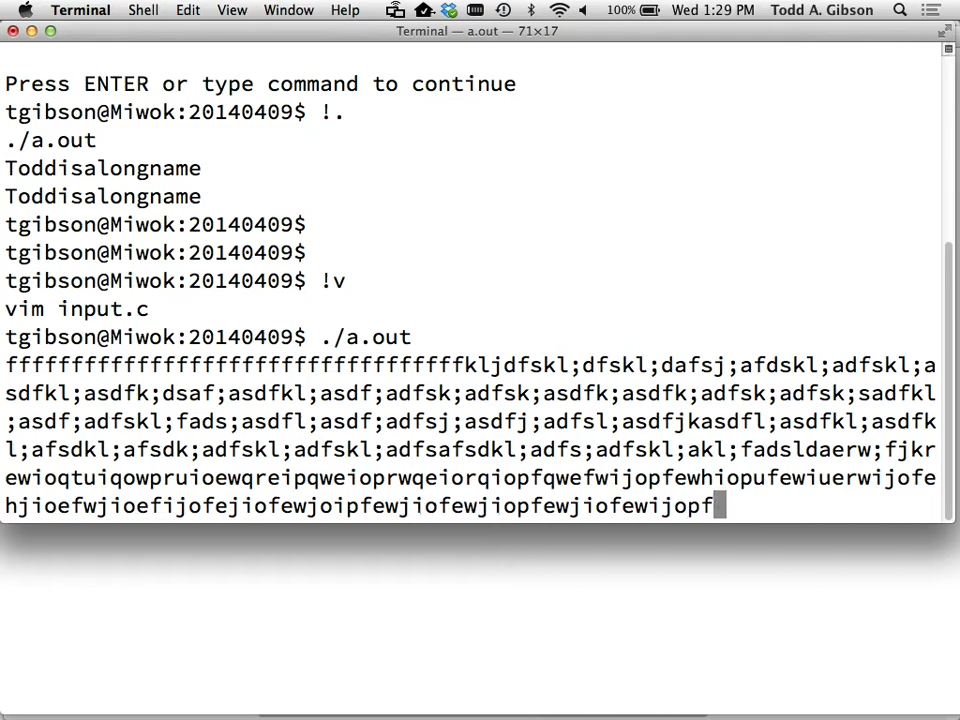 Terminal Shell Edit View Window Help 100% Wed 1:29 PM Todd A. Gibson
Terminal — a.out — 71×17
Press ENTER or type command to continue
tgibson@Miwok:20140409$ !.
./a.out
Toddisalongname
Toddisalongname
tgibson@Miwok:20140409$
tgibson@Miwok:20140409$
tgibson@Miwok:20140409$ !v
vim input.c
tgibson@Miwok:20140409$ ./a.out
fffffffffffffffffffffffffffffffffffkljdfskl;dfskl;dafsj;afdskl;adfskl;a
sdfkl;asdfk;dsaf;asdfkl;asdf;adfsk;adfsk;asdfk;asdfk;adfsk;adfsk;sadfkl
;asdf;adfskl;fads;asdfl;asdf;adfsj;asdfj;adfsl;asdfjkasdfl;asdfkl;asdfk
l;afsdkl;afsdk;adfskl;adfskl;adfsafsdkl;adfs;adfskl;akl;fadsldaerw;fjkr
ewioqtuiqowpruioewqreipqweioprwqeiorqiopfqwefwijopfewhiopufewiuerwijofe
hjioefwjioefijofejiofewjoipfewjiofewjiopfewjiofewijopf